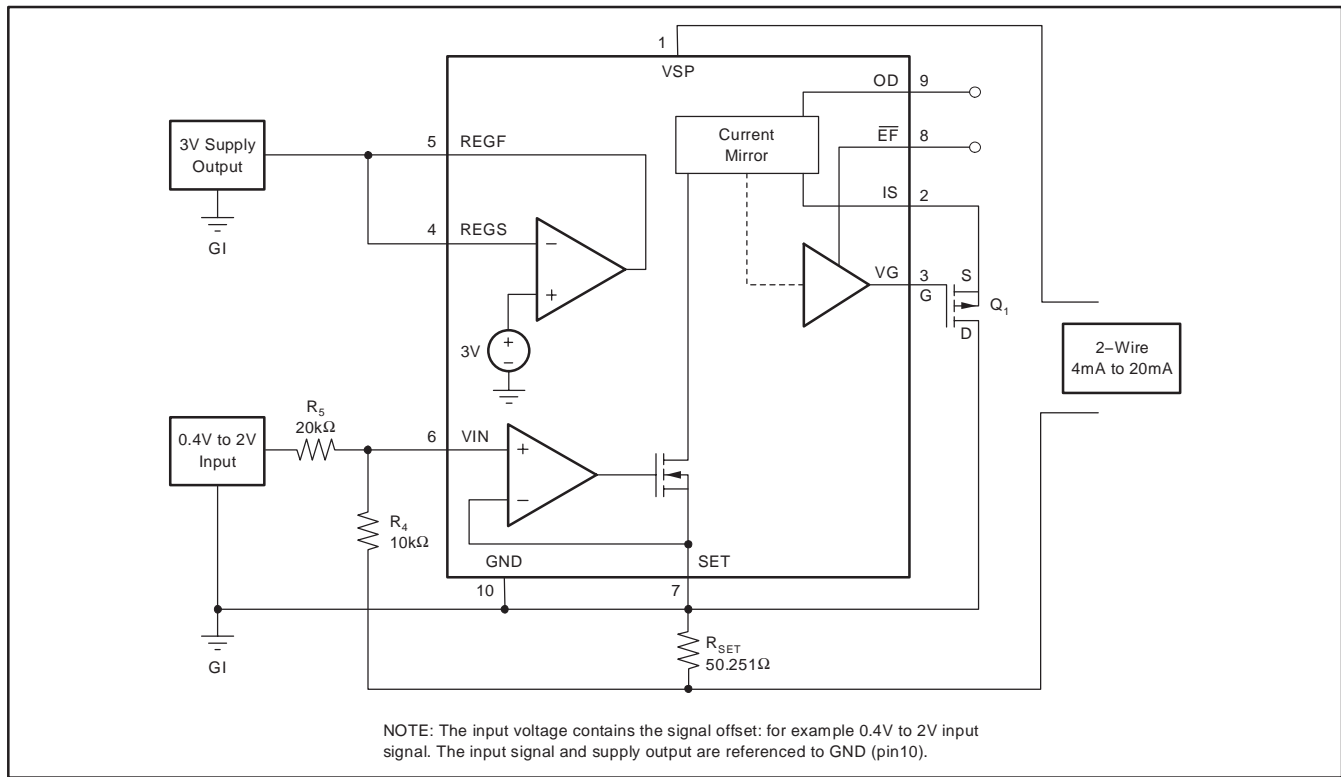 1
VSP
OD
9
Current
Mirror
EF
8
3V Supply
Output
5
REGF
IS
2
GI
4
REGS
−
+
VG
3
G
S
Q1
D
3V
+
−
2−Wire
4mA to 20mA
0.4V to 2V
Input
R5
20kΩ
6
VIN
+
−
R4
10kΩ
GND
SET
10
7
GI
RSET
50.251Ω
NOTE: The input voltage contains the signal offset: for example 0.4V to 2V input
signal. The input signal and supply output are referenced to GND (pin10).